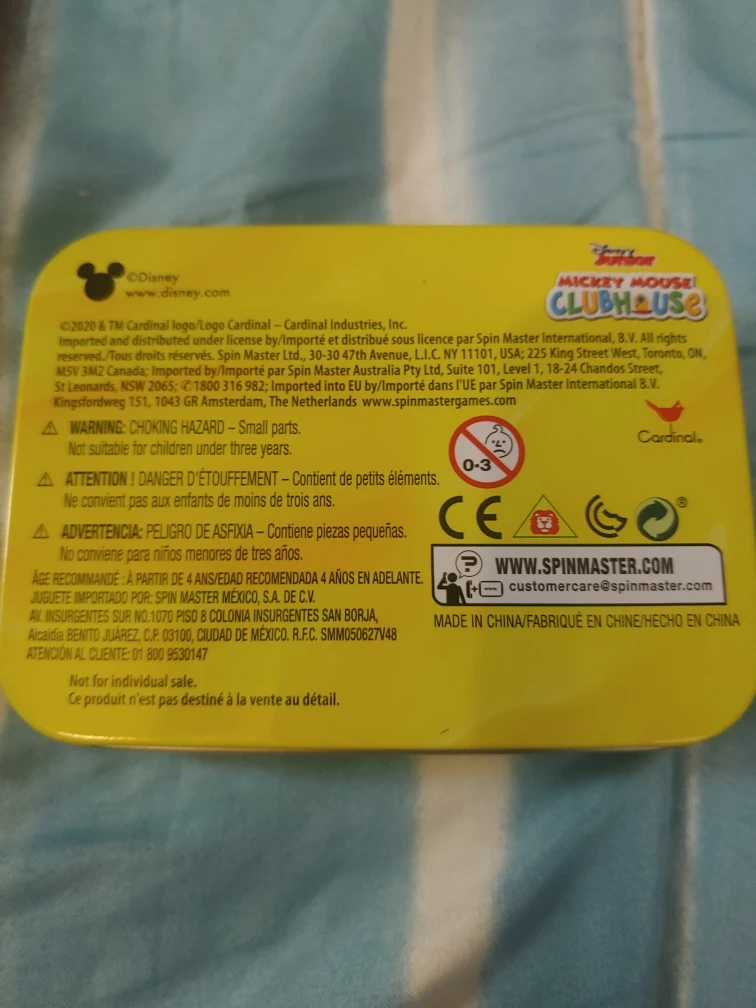 ©Disney
www.disney.com
Disney Junior
MICKEY MOUSE
CLUBHOUSE
©2020 & TM Cardinal logo/Logo Cardinal – Cardinal Industries, Inc.
Imported and distributed under license by/Importé et distribué sous licence par Spin Master International, B.V. All rights
reserved./Tous droits réservés. Spin Master Ltd., 30-30 47th Avenue, L.I.C. NY 11101, USA; 225 King Street West, Toronto, ON,
M5V 3M2 Canada; Imported by/Importé par Spin Master Australia Pty Ltd, Suite 101, Level 1, 18-24 Chandos Street,
St Leonards, NSW 2065; ✆1800 316 982; Imported into EU by/Importé dans l'UE par Spin Master International B.V.
Kingsfordweg 151, 1043 GR Amsterdam, The Netherlands www.spinmastergames.com
⚠ WARNING: CHOKING HAZARD – Small parts.
Not suitable for children under three years.
⚠ ATTENTION ! DANGER D'ÉTOUFFEMENT – Contient de petits éléments.
Ne convient pas aux enfants de moins de trois ans.
⚠ ADVERTENCIA: PELIGRO DE ASFIXIA – Contiene piezas pequeñas.
No conviene para niños menores de tres años.
0-3
Cardinal®
CE
®
ÂGE RECOMMANDÉ : À PARTIR DE 4 ANS/EDAD RECOMENDADA 4 AÑOS EN ADELANTE.
JUGUETE IMPORTADO POR: SPIN MASTER MÉXICO, S.A. DE C.V.
AV. INSURGENTES SUR NO.1070 PISO 8 COLONIA INSURGENTES SAN BORJA,
Alcaldía BENITO JUÁREZ, C.P. 03100, CIUDAD DE MÉXICO. R.F.C. SMM050627V48
ATENCIÓN AL CLIENTE: 01 800 9530147
?
WWW.SPINMASTER.COM
customercare@spinmaster.com
MADE IN CHINA/FABRIQUÉ EN CHINE/HECHO EN CHINA
Not for individual sale.
Ce produit n'est pas destiné à la vente au détail.